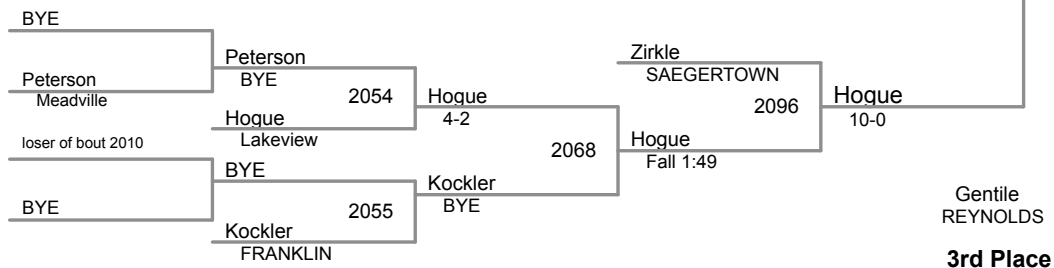 BYE
Peterson
Meadville
loser of bout 2010
BYE
Peterson
BYE
2054
Hogue
Lakeview
BYE
2055
Kockler
FRANKLIN
Hogue
4-2
2068
Kockler
BYE
Zirkle
SAEGERTOWN
2096
Hogue
Fall 1:49
Hogue
10-0
Gentile
REYNOLDS
3rd Place